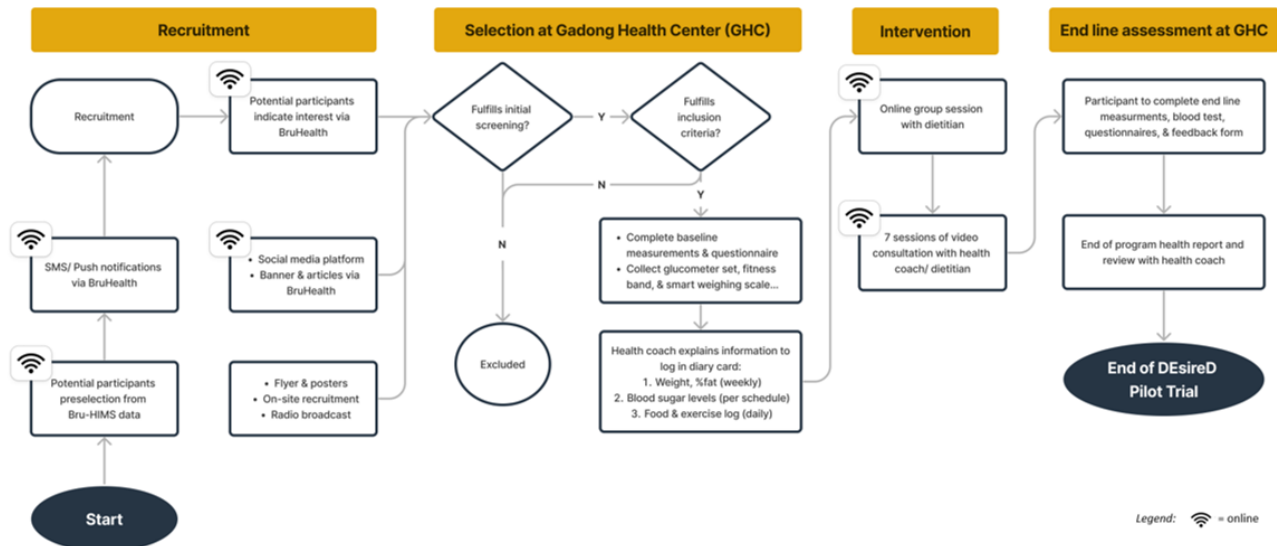 Recruitment
Selection at Gadong Health Center (GHC)
Intervention
End line assessment at GHC
Recruitment
Potential participants
indicate interest via
BruHealth
SMS/ Push notifications
via BruHealth
• Social media platform
• Banner & articles via
BruHealth
Potential participants
preselection from
Bru-HIMS data
• Flyer & posters
• On-site recruitment
• Radio broadcast
Start
Fulfills initial
screening?
Y
Fulfills
inclusion
criteria?
N
Y
N
Excluded
• Complete baseline
measurements & questionnaire
• Collect glucometer set, fitness
band, & smart weighing scale...
Health coach explains information to
log in diary card:
1. Weight, %fat (weekly)
2. Blood sugar levels (per schedule)
3. Food & exercise log (daily)
Online group session
with dietitian
7 sessions of video
consultation with health
coach/ dietitian
Participant to complete end line
measurments, blood test,
questionnaires, & feedback form
End of program health report and
review with health coach
End of DEsireD
Pilot Trial
Legend: = online